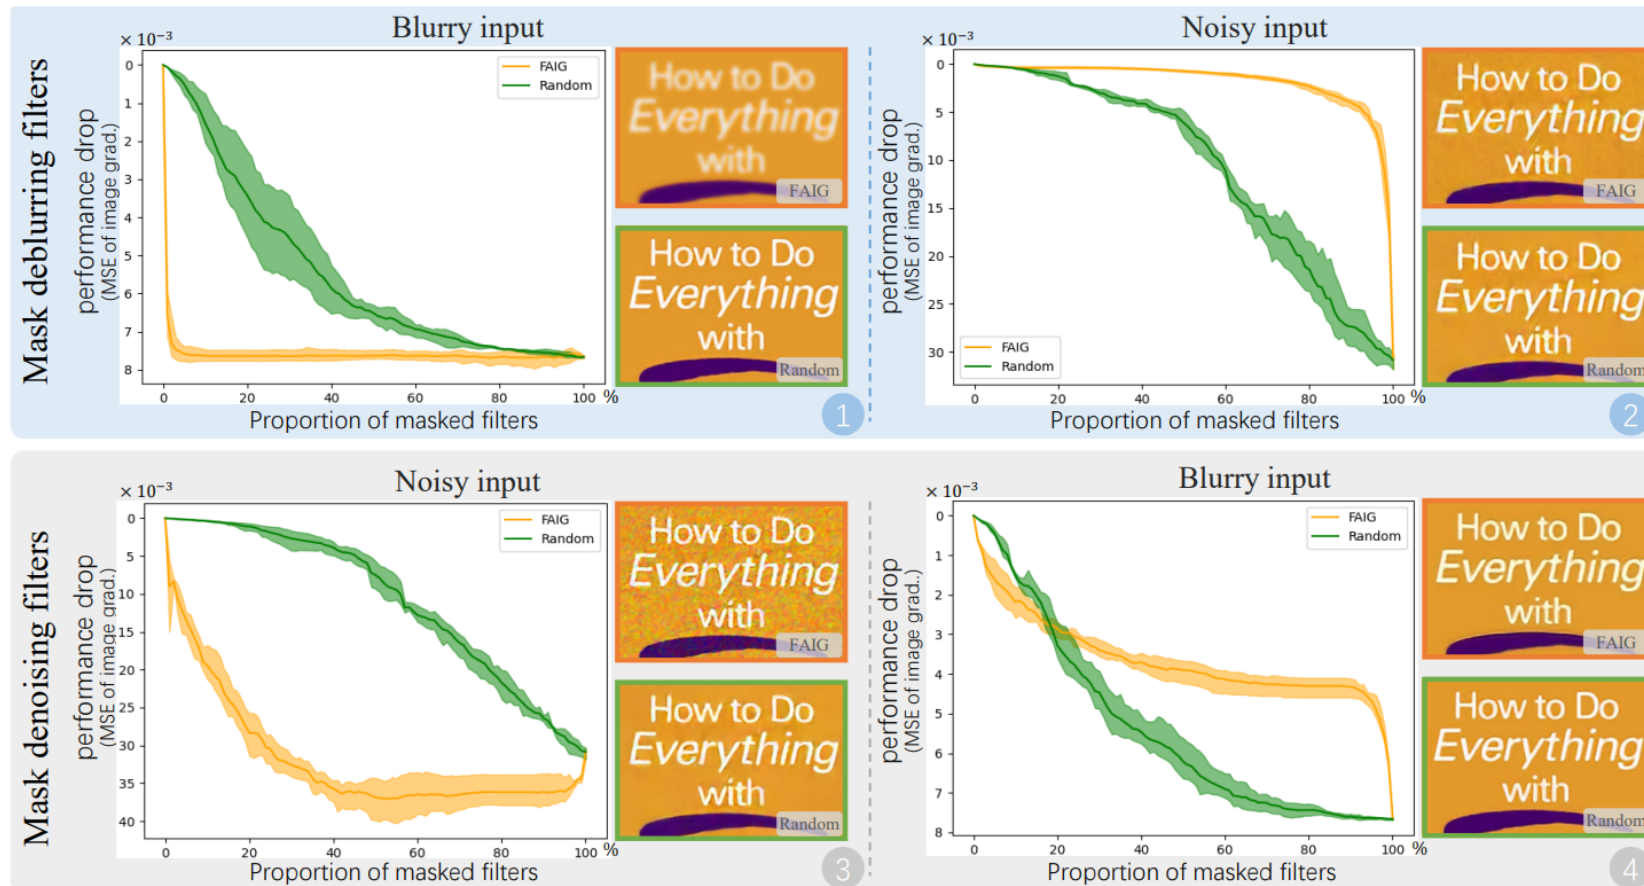 Mask deblurring filters
Blurry input
× 10⁻³
0
1
2
3
4
5
6
7
8
performance drop
(MSE of image grad.)
FAIG
Random
0 20 40 60 80 100 %
Proportion of masked filters
How to Do
Everything
with
FAIG
How to Do
Everything
with
Random
1
Noisy input
× 10⁻³
0
5
10
15
20
25
30
performance drop
(MSE of image grad.)
FAIG
Random
0 20 40 60 80 100 %
Proportion of masked filters
How to Do
Everything
with
FAIG
How to Do
Everything
with
Random
2
Mask denoising filters
Noisy input
× 10⁻³
0
5
10
15
20
25
30
35
40
performance drop
(MSE of image grad.)
FAIG
Random
0 20 40 60 80 100 %
Proportion of masked filters
How to Do
Everything
with
FAIG
How to Do
Everything
with
Random
3
Blurry input
× 10⁻³
0
1
2
3
4
5
6
7
8
performance drop
(MSE of image grad.)
FAIG
Random
0 20 40 60 80 100 %
Proportion of masked filters
How to Do
Everything
with
FAIG
How to Do
Everything
with
Random
4